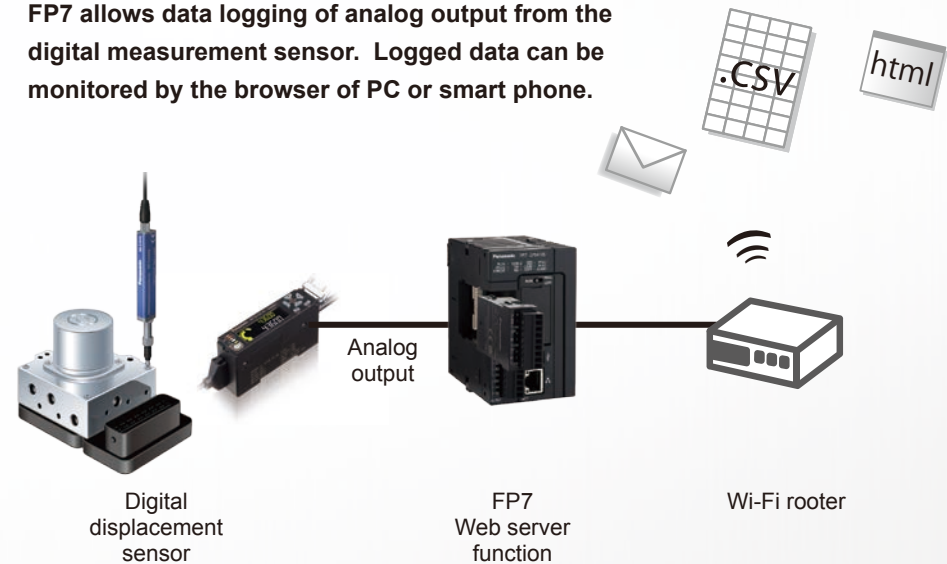 FP7 allows data logging of analog output from the
digital measurement sensor. Logged data can be
monitored by the browser of PC or smart phone.
.CSV
html
Panasonic
Analog
output
Digital
displacement
sensor
FP7
Web server
function
Wi-Fi rooter